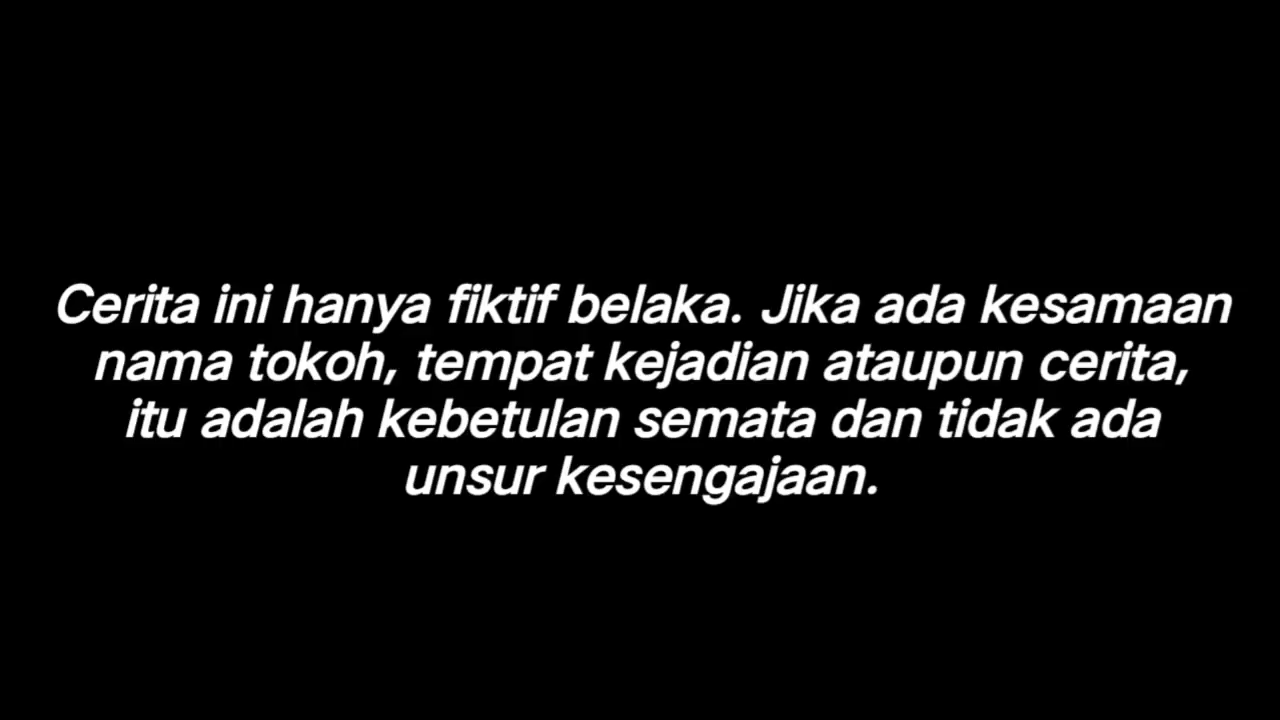 Cerita ini hanya fiktif belaka. Jika ada kesamaan
nama tokoh, tempat kejadian ataupun cerita,
itu adalah kebetulan semata dan tidak ada
unsur kesengajaan.